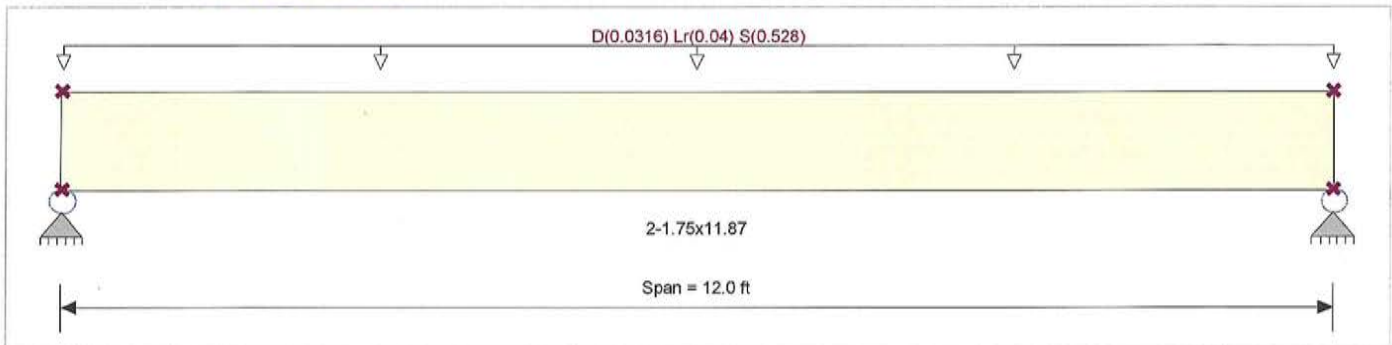 D(0.0316) Lr(0.04) S(0.528)
2-1.75x11.87
Span = 12.0 ft